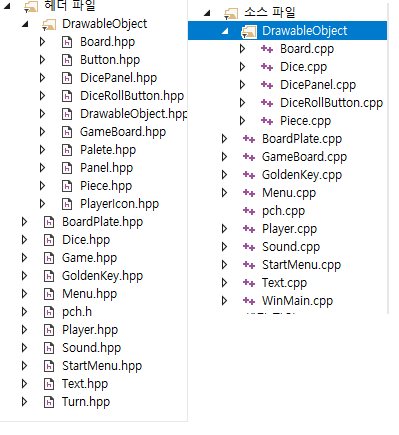 헤더 파일
DrawableObject
Board.hpp
Button.hpp
DicePanel.hpp
DiceRollButton.hpp
DrawableObject.hpp
GameBoard.hpp
Palete.hpp
Panel.hpp
Piece.hpp
PlayerIcon.hpp
BoardPlate.hpp
Dice.hpp
Game.hpp
GoldenKey.hpp
Menu.hpp
pch.h
Player.hpp
Sound.hpp
StartMenu.hpp
Text.hpp
Turn.hpp
소스 파일
DrawableObject
Board.cpp
Dice.cpp
DicePanel.cpp
DiceRollButton.cpp
Piece.cpp
BoardPlate.cpp
GameBoard.cpp
GoldenKey.cpp
Menu.cpp
pch.cpp
Player.cpp
Sound.cpp
StartMenu.cpp
Text.cpp
WinMain.cpp